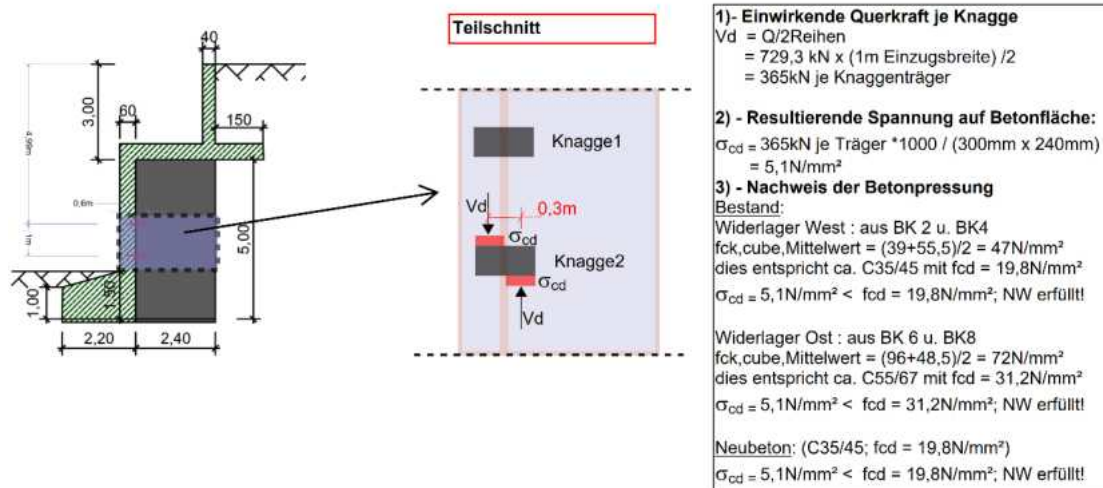 40
3,00
60
150
4,99m
0,6m
1m
5,00
1,00
1,50
2,20
2,40
Teilschnitt
Knagge1
Vd
0,3m
σcd
Knagge2
σcd
Vd
1)- Einwirkende Querkraft je Knagge
Vd = Q/2Reihen
= 729,3 kN x (1m Einzugsbreite) /2
= 365kN je Knaggenträger
2) - Resultierende Spannung auf Betonfläche:
σcd = 365kN je Träger *1000 / (300mm x 240mm)
= 5,1N/mm²
3) - Nachweis der Betonpressung
Bestand:
Widerlager West : aus BK 2 u. BK4
fck,cube,Mittelwert = (39+55,5)/2 = 47N/mm²
dies entspricht ca. C35/45 mit fcd = 19,8N/mm²
σcd = 5,1N/mm² < fcd = 19,8N/mm²; NW erfüllt!
Widerlager Ost : aus BK 6 u. BK8
fck,cube,Mittelwert = (96+48,5)/2 = 72N/mm²
dies entspricht ca. C55/67 mit fcd = 31,2N/mm²
σcd = 5,1N/mm² < fcd = 31,2N/mm²; NW erfüllt!
Neubeton: (C35/45; fcd = 19,8N/mm²)
σcd = 5,1N/mm² < fcd = 19,8N/mm²; NW erfüllt!